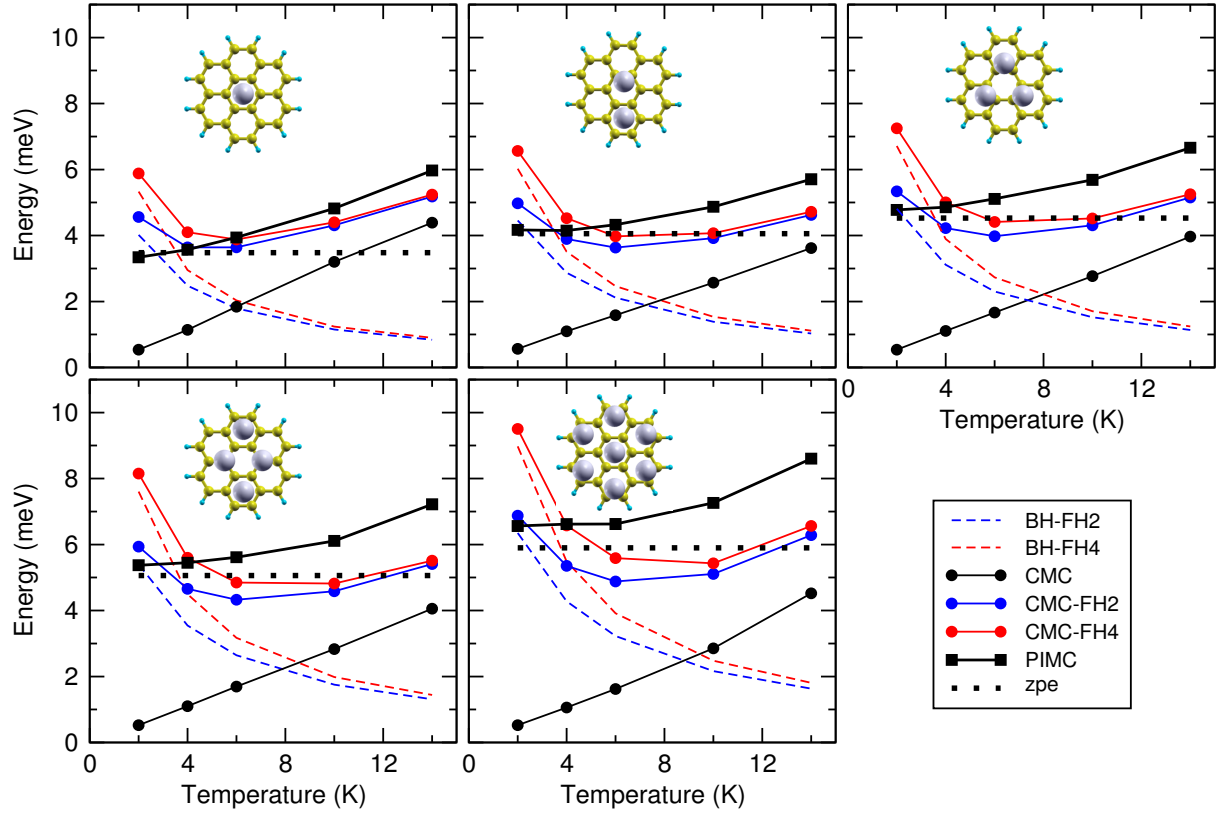 10
8
6
4
2
0
Energy (meV)
4 8 12
Temperature (K)
10
8
6
4
2
0
Energy (meV)
0 4 8 12
Temperature (K)
0 4 8 12
Temperature (K)
BH-FH2
BH-FH4
CMC
CMC-FH2
CMC-FH4
PIMC
zpe